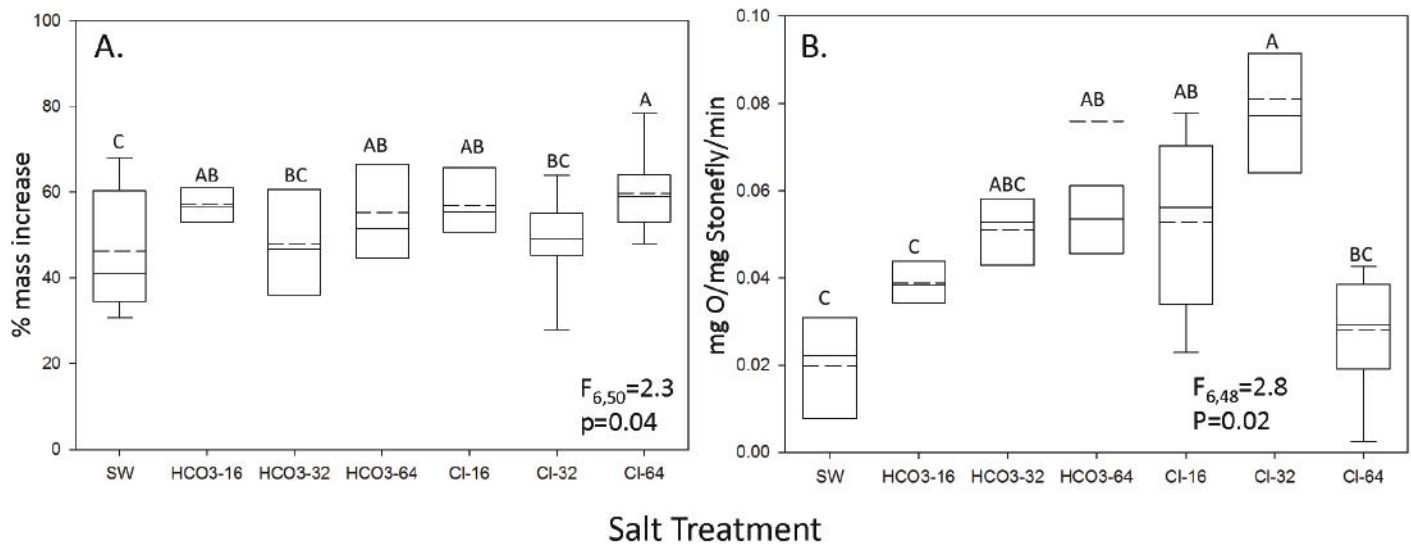 A.
% mass increase
100
80
60
40
20
0
C
AB
BC
AB
AB
BC
A
F6,50=2.3
p=0.04
SW
HCO3-16
HCO3-32
HCO3-64
Cl-16
Cl-32
Cl-64
B.
mg O/mg Stonefly/min
0.10
0.08
0.06
0.04
0.02
0.00
C
C
ABC
AB
AB
A
BC
F6,48=2.8
P=0.02
SW
HCO3-16
HCO3-32
HCO3-64
Cl-16
Cl-32
Cl-64
Salt Treatment